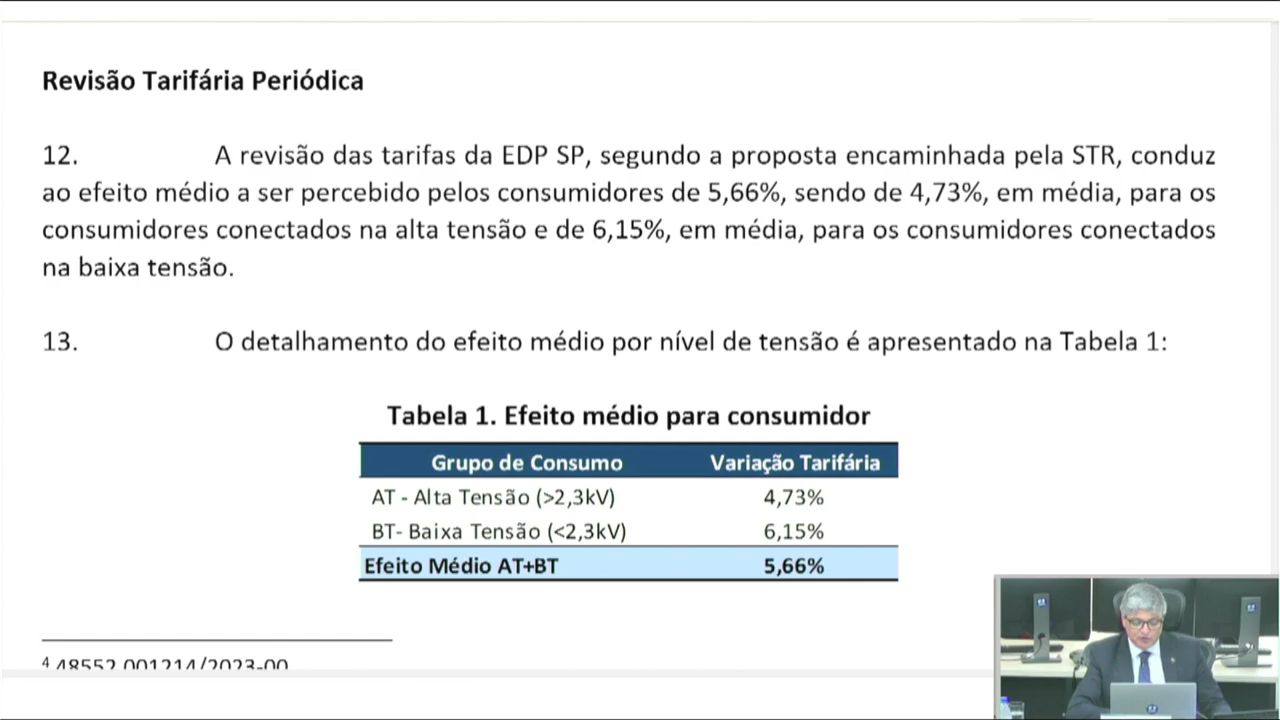 Revisão Tarifária Periódica
12. A revisão das tarifas da EDP SP, segundo a proposta encaminhada pela STR, conduz
ao efeito médio a ser percebido pelos consumidores de 5,66%, sendo de 4,73%, em média, para os
consumidores conectados na alta tensão e de 6,15%, em média, para os consumidores conectados
na baixa tensão.
13. O detalhamento do efeito médio por nível de tensão é apresentado na Tabela 1:
Tabela 1. Efeito médio para consumidor
Grupo de Consumo Variação Tarifária
AT - Alta Tensão (>2,3kV) 4,73%
BT- Baixa Tensão (<2,3kV) 6,15%
Efeito Médio AT+BT 5,66%
4 48552.001214/2023-00